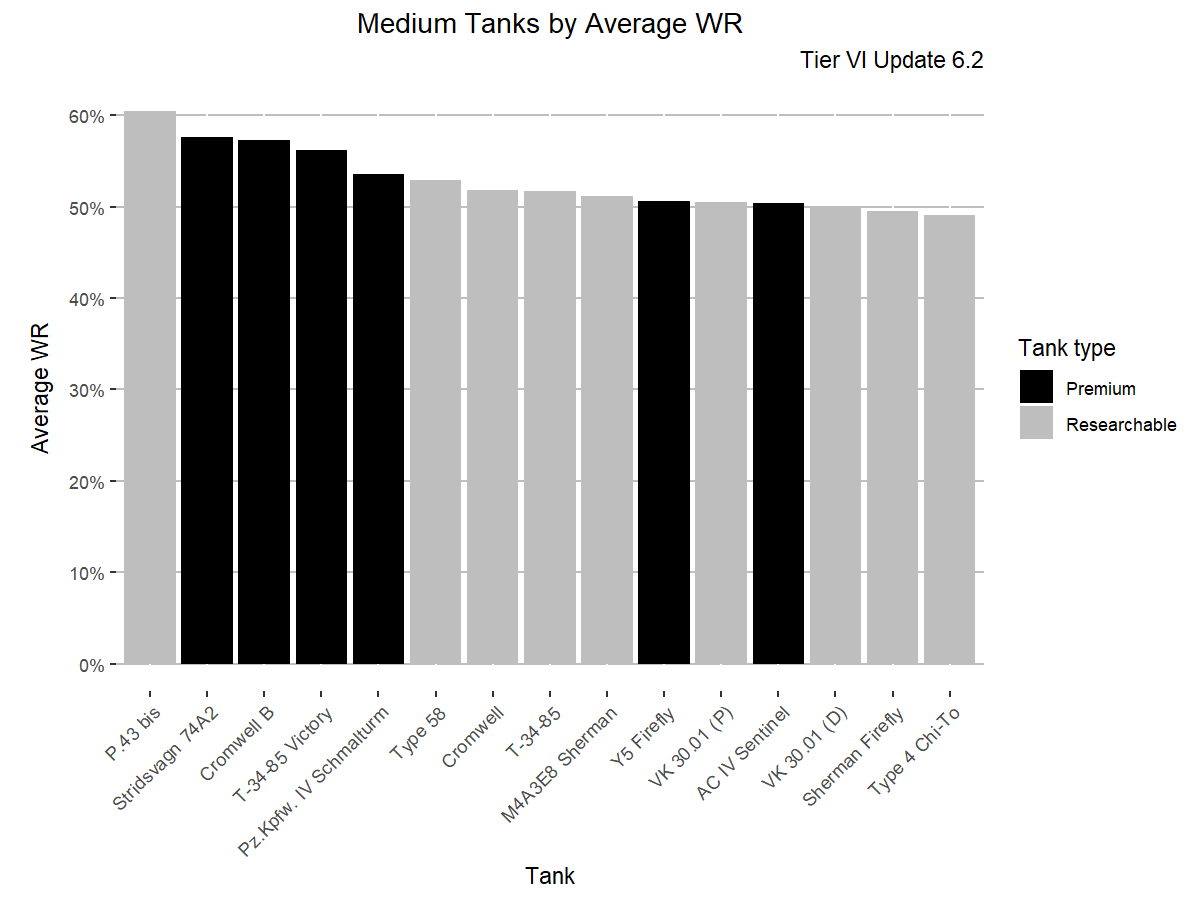 Medium Tanks by Average WR
Tier VI Update 6.2
Average WR
60%
50%
40%
30%
20%
10%
0%
P.43 bis
Stridsvagn 74A2
Cromwell B
T-34-85 Victory
Pz.Kpfw. IV Schmalturm
Type 58
Cromwell
T-34-85
M4A3E8 Sherman
Y5 Firefly
VK 30.01 (P)
AC IV Sentinel
VK 30.01 (D)
Sherman Firefly
Type 4 Chi-To
Tank
Tank type
Premium
Researchable